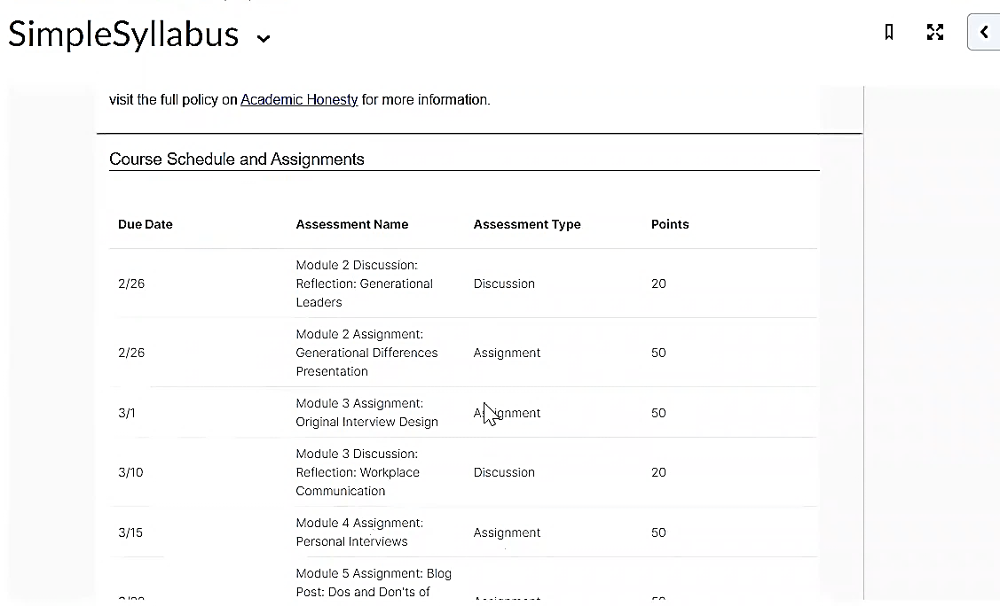 SimpleSyllabus
visit the full policy on Academic Honesty for more information.
Course Schedule and Assignments
Due Date Assessment Name Assessment Type Points
Module 2 Discussion:
2/26 Reflection: Generational Discussion 20
Leaders
Module 2 Assignment:
2/26 Generational Differences Assignment 50
Presentation
Module 3 Assignment:
3/1 Assignment 50
Original Interview Design
Module 3 Discussion:
3/10 Reflection: Workplace Discussion 20
Communication
Module 4 Assignment:
3/15 Assignment 50
Personal Interviews
Module 5 Assignment: Blog
Post: Dos and Don'ts of